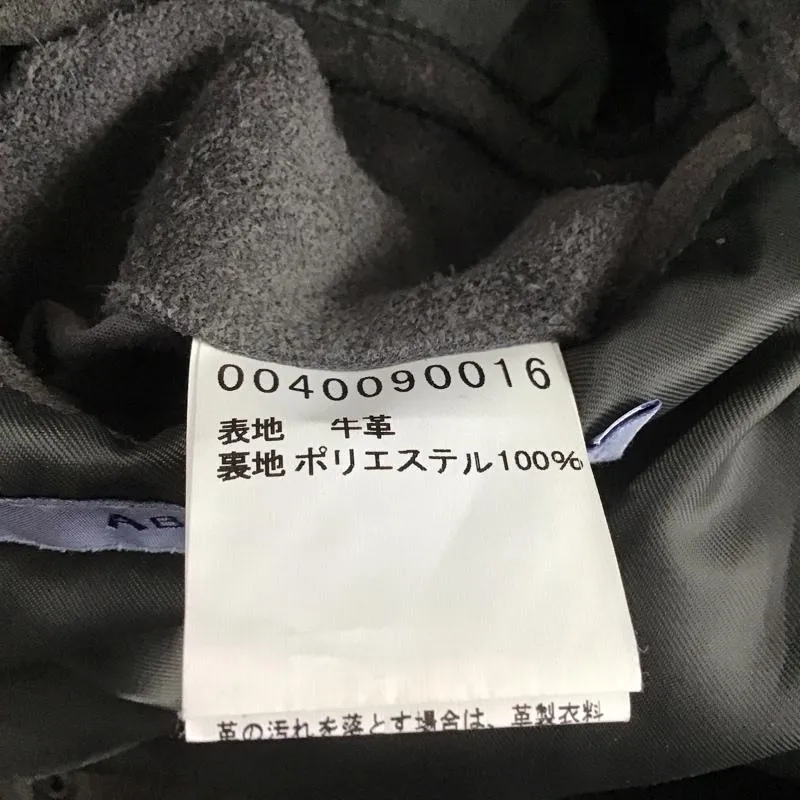 0040090016
表地 牛革
裏地 ポリエステル100%
AB
革の汚れを落とす場合は、革製衣料